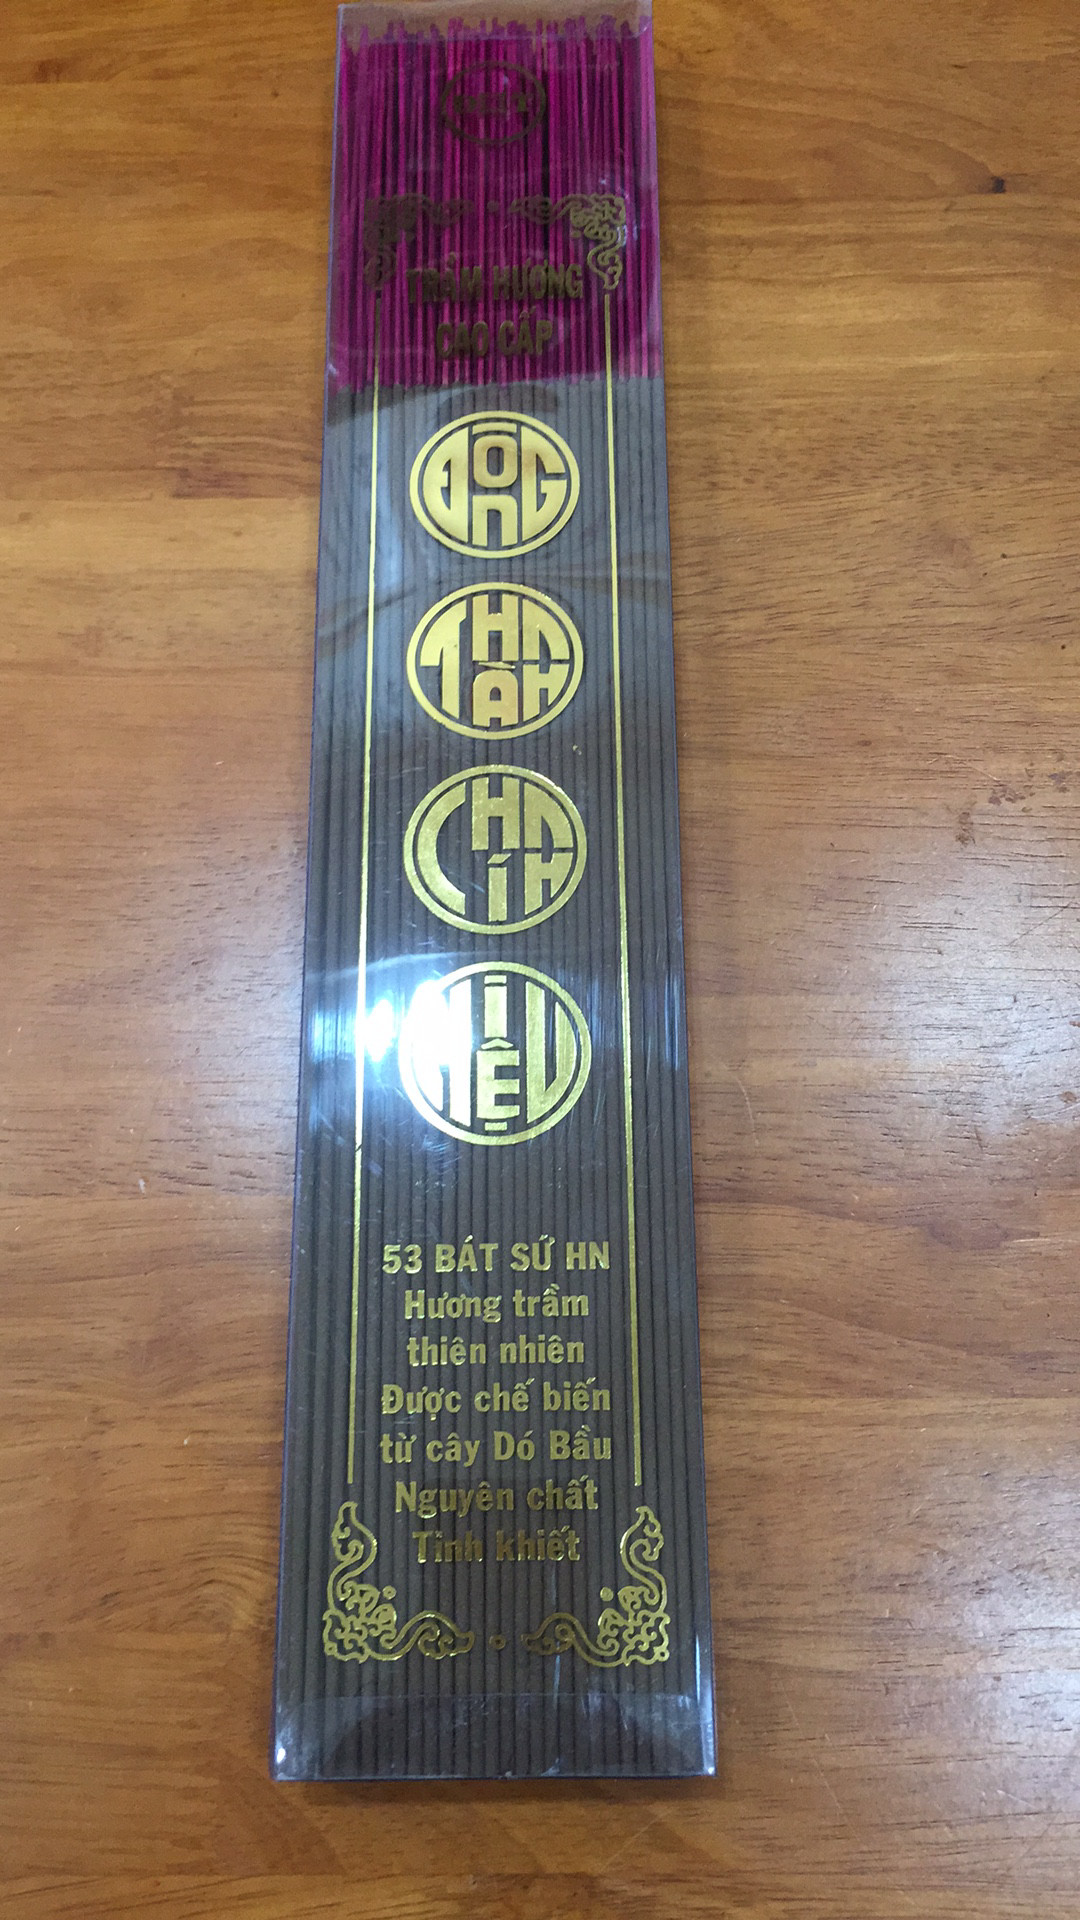 TRẦM HƯƠNG
CAO CẤP
ĐÔNG
THÀNH
CHÍNH
HIỆU
53 BÁT SỨ HN
Hương trầm
thiên nhiên
Được chế biến
từ cây Dó Bầu
Nguyên chất
Tinh khiết